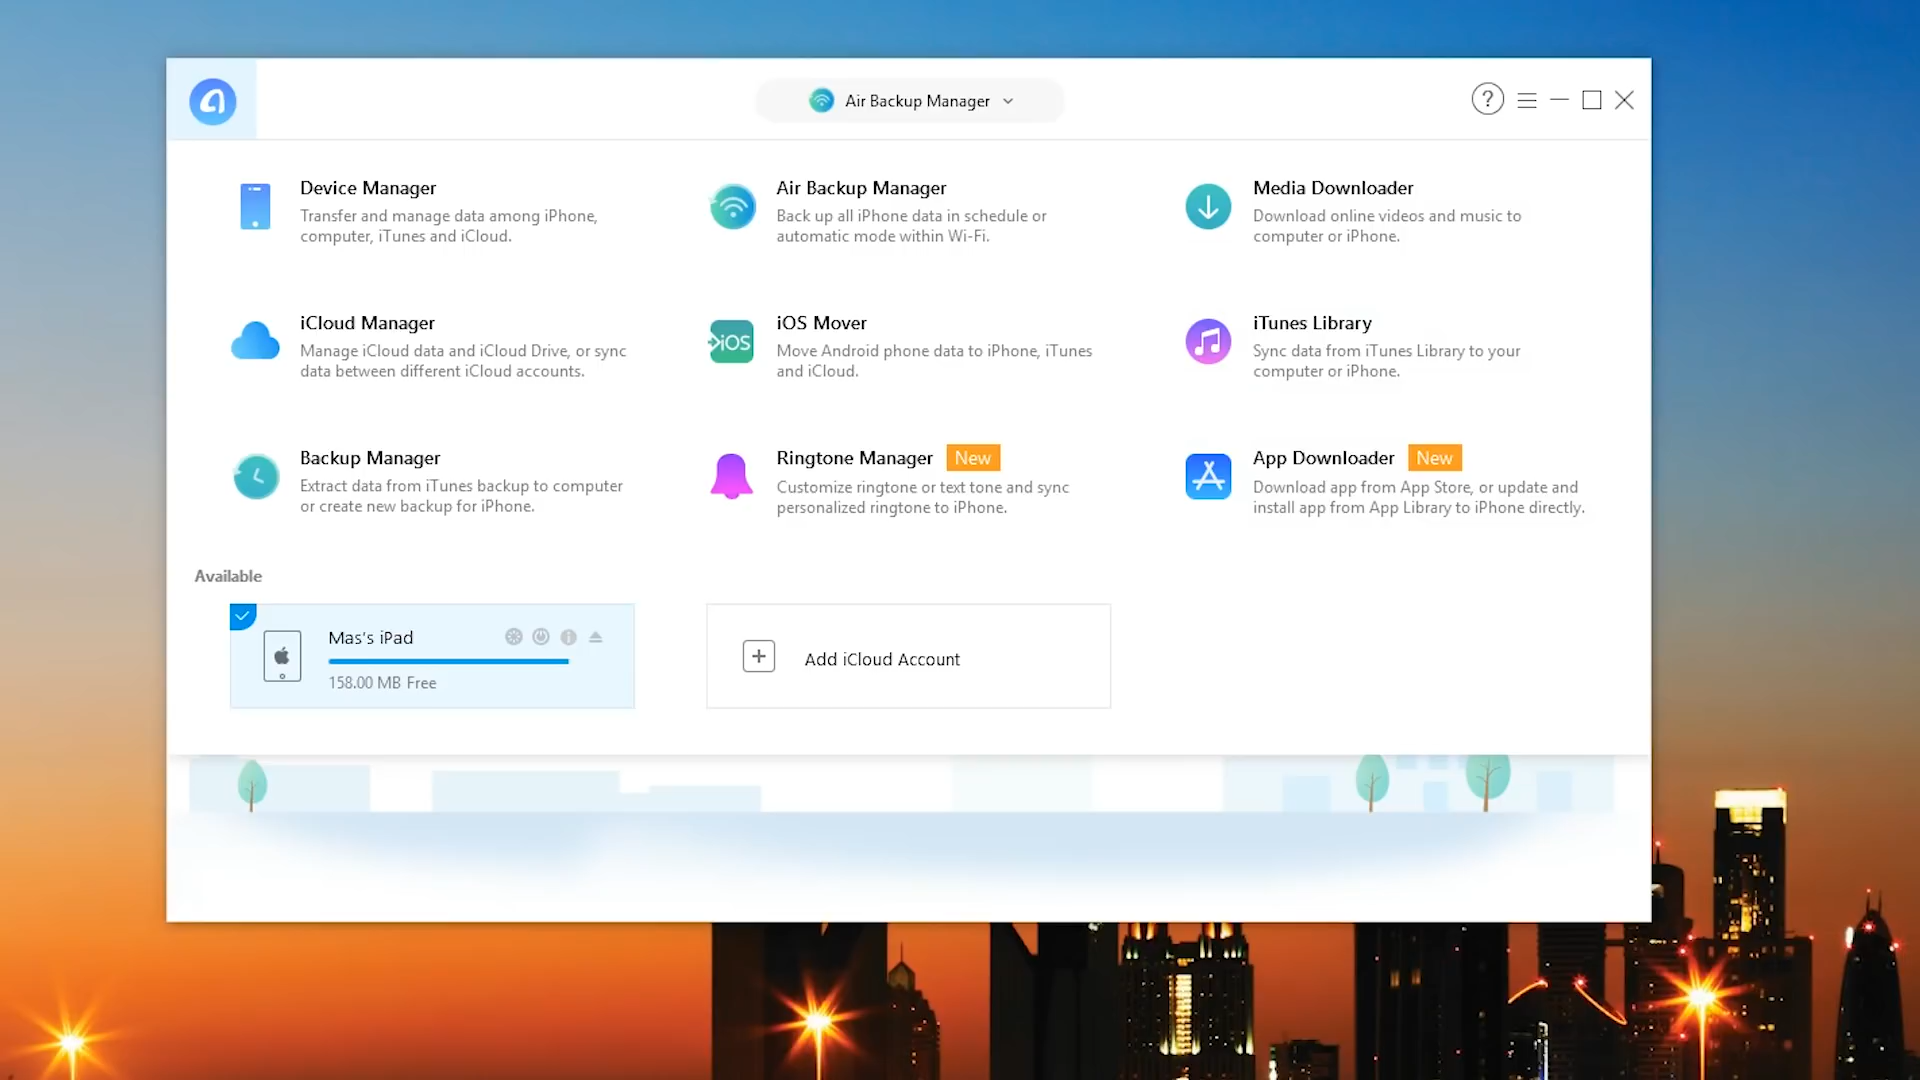 Air Backup Manager
Device Manager
Transfer and manage data among iPhone,
computer, iTunes and iCloud.
Air Backup Manager
Back up all iPhone data in schedule or
automatic mode within Wi-Fi.
Media Downloader
Download online videos and music to
computer or iPhone.
iCloud Manager
Manage iCloud data and iCloud Drive, or sync
data between different iCloud accounts.
iOS
iOS Mover
Move Android phone data to iPhone, iTunes
and iCloud.
iTunes Library
Sync data from iTunes Library to your
computer or iPhone.
Backup Manager
Extract data from iTunes backup to computer
or create new backup for iPhone.
Ringtone Manager New
Customize ringtone or text tone and sync
personalized ringtone to iPhone.
App Downloader New
Download app from App Store, or update and
install app from App Library to iPhone directly.
Available
Mas's iPad
158.00 MB Free
Add iCloud Account